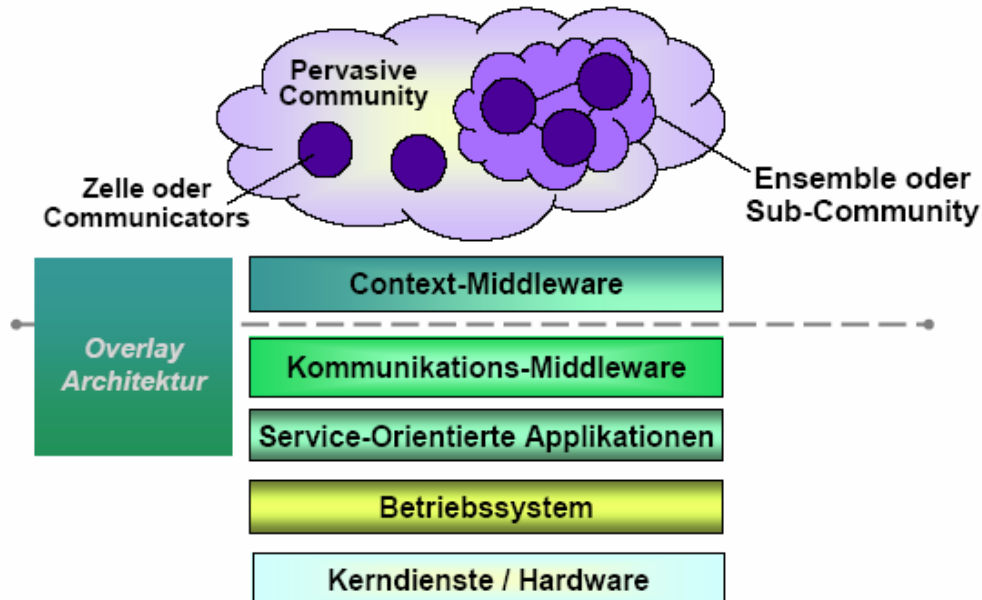 Pervasive
Community
Zelle oder
Communicators
Ensemble oder
Sub-Community
Context-Middleware
Overlay
Architektur
Kommunikations-Middleware
Service-Orientierte Applikationen
Betriebssystem
Kerndienste / Hardware